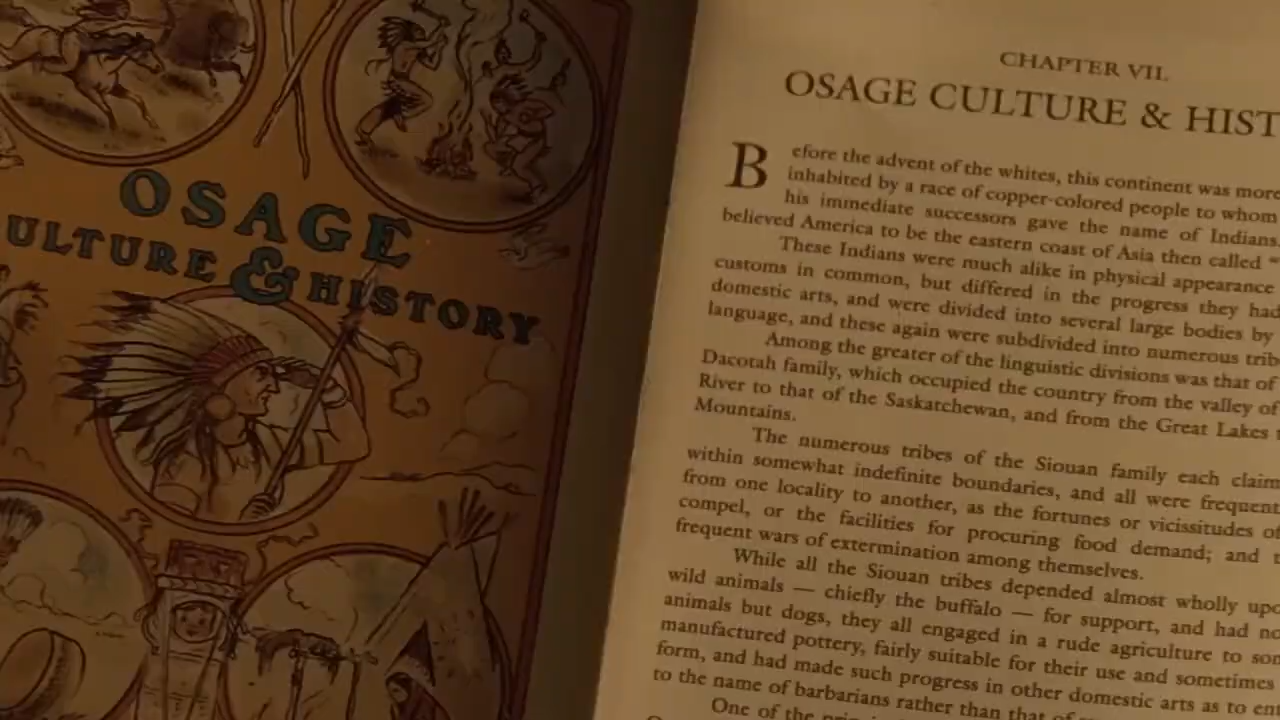 OSAGE
ULTURE & HISTORY
CHAPTER VII.
OSAGE CULTURE & HIST
Before the advent of the whites, this continent was more
inhabited by a race of copper-colored people to whom
his immediate successors gave the name of Indians,
believed America to be the eastern coast of Asia then called "
These Indians were much alike in physical appearance
customs in common, but differed in the progress they had
domestic arts, and were divided into several large bodies by
language, and these again were subdivided into numerous trib
Among the greater of the linguistic divisions was that of
Dacotah family, which occupied the country from the valley of
River to that of the Saskatchewan, and from the Great Lakes t
Mountains.
The numerous tribes of the Siouan family each claim
within somewhat indefinite boundaries, and all were frequent
from one locality to another, as the fortunes or vicissitudes of
compel, or the facilities for procuring food demand; and t
frequent wars of extermination among themselves.
While all the Siouan tribes depended almost wholly upo
wild animals — chiefly the buffalo — for support, and had no
animals but dogs, they all engaged in a rude agriculture to som
manufactured pottery, fairly suitable for their use and sometimes
form, and had made such progress in other domestic arts as to ent
to the name of barbarians rather than that of
One of the